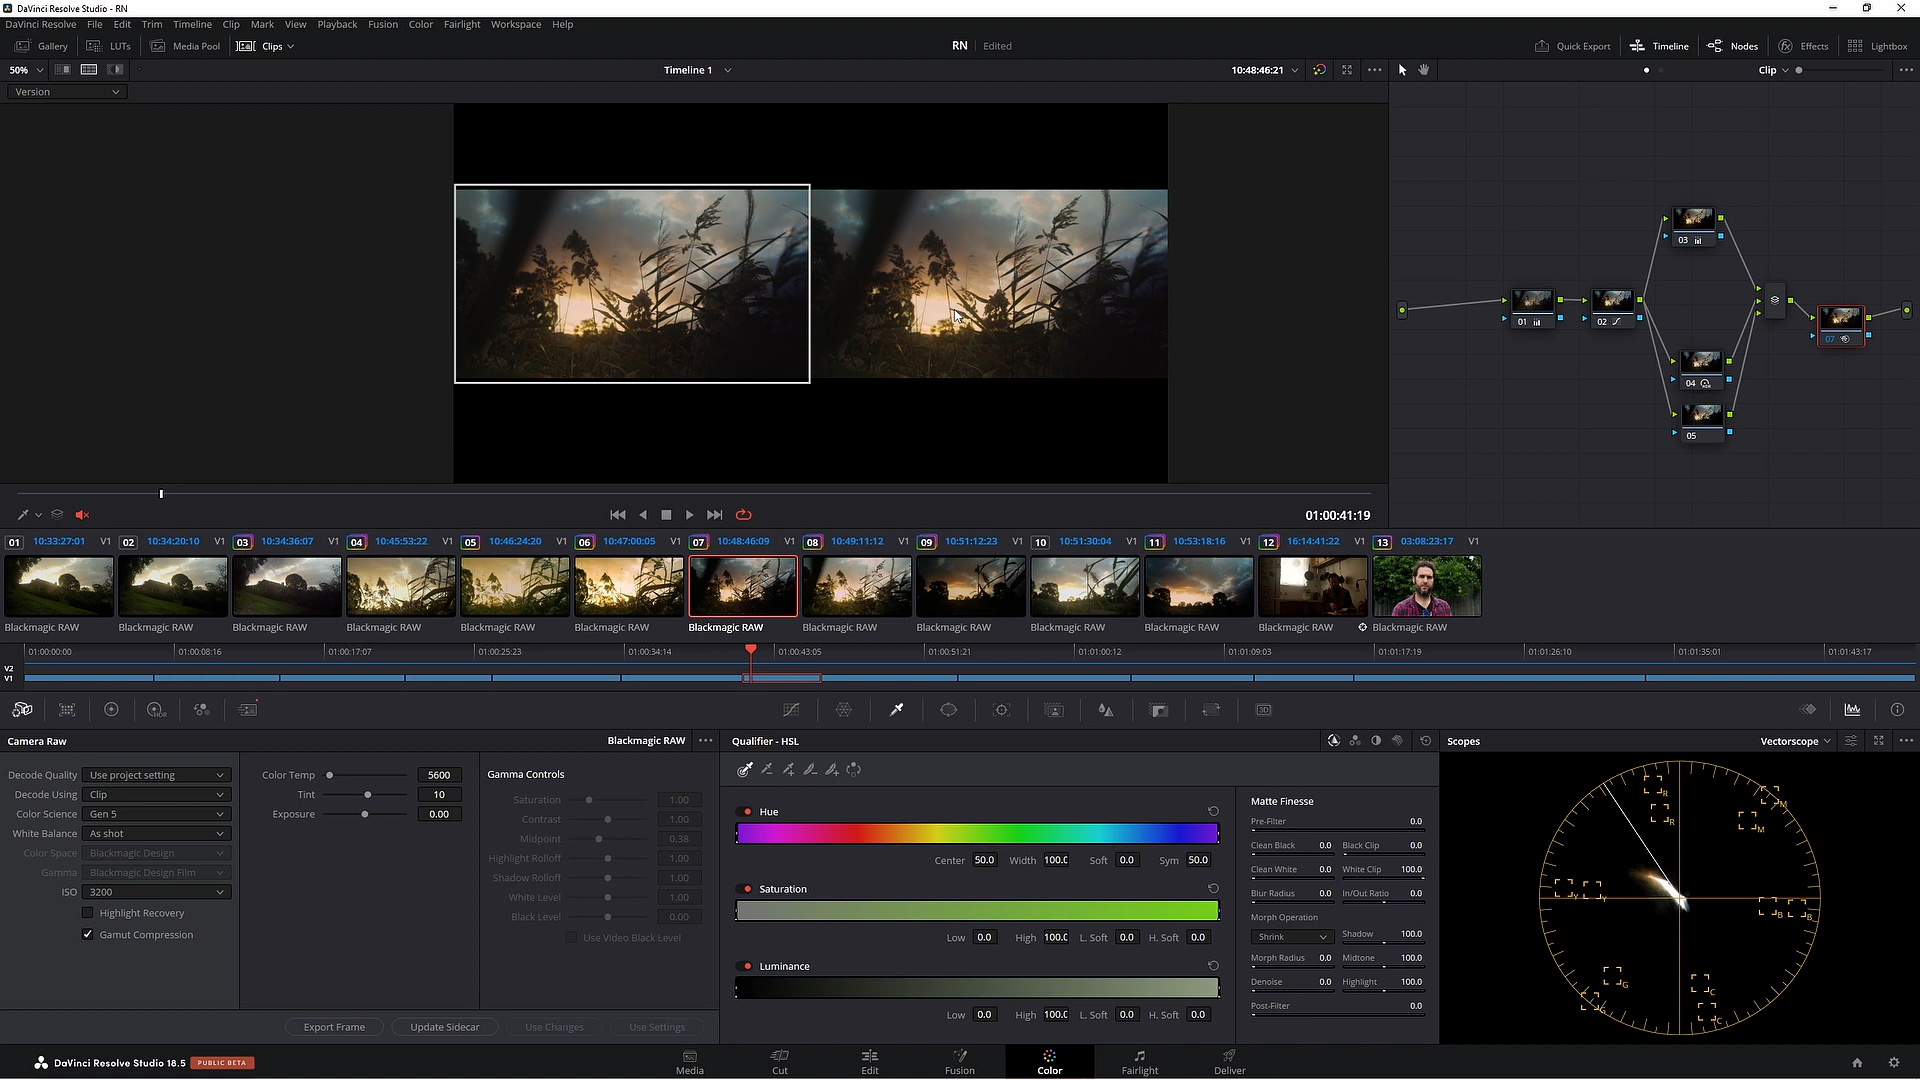 DaVinci Resolve Studio - RN
DaVinci Resolve File Edit Trim Timeline Clip Mark View Playback Fusion Color Fairlight Workspace Help
Gallery LUTs Media Pool Clips RN Edited Quick Export Timeline Nodes Effects Lightbox
50% Timeline 1 10:48:46:21 Clip
Version
03
01 02 07
04
05
01:00:41:19
01 10:33:27:01 V1 02 10:34:20:10 V1 03 10:34:36:07 V1 04 10:45:53:22 V1 05 10:46:24:20 V1 06 10:47:00:05 V1 07 10:48:46:09 V1 08 10:49:11:12 V1 09 10:51:12:23 V1 10 10:51:30:04 V1 11 10:53:18:16 V1 12 16:14:41:22 V1 13 03:08:23:17 V1
Blackmagic RAW Blackmagic RAW Blackmagic RAW Blackmagic RAW Blackmagic RAW Blackmagic RAW Blackmagic RAW Blackmagic RAW Blackmagic RAW Blackmagic RAW Blackmagic RAW Blackmagic RAW Blackmagic RAW
01:00:00:00 01:00:08:16 01:00:17:07 01:00:25:23 01:00:34:14 01:00:43:05 01:00:51:21 01:01:00:12 01:01:09:03 01:01:17:19 01:01:26:10 01:01:35:01 01:01:43:17
V2
V1
HDR 3D
Camera Raw Blackmagic RAW
Decode Quality Use project setting
Decode Using Clip
Color Science Gen 5
White Balance As shot
Color Space Blackmagic Design
Gamma Blackmagic Design Film
ISO 3200
Highlight Recovery
Gamut Compression
Color Temp 5600
Tint 10
Exposure 0.00
Gamma Controls
Saturation 1.00
Contrast 1.00
Midpoint 0.38
Highlight Rolloff 1.00
Shadow Rolloff 1.00
White Level 1.00
Black Level 0.00
Use Video Black Level
Export Frame Update Sidecar Use Changes Use Settings
Qualifier - HSL
Hue
Center 50.0 Width 100.0 Soft 0.0 Sym 50.0
Saturation
Low 0.0 High 100.0 L. Soft 0.0 H. Soft 0.0
Luminance
Low 0.0 High 100.0 L. Soft 0.0 H. Soft 0.0
Matte Finesse
Pre-Filter 0.0
Clean Black 0.0 Black Clip 0.0
Clean White 0.0 White Clip 100.0
Blur Radius 0.0 In/Out Ratio 0.0
Morph Operation
Shrink Shadow 100.0
Morph Radius 0.0 Midtone 100.0
Denoise 0.0 Highlight 100.0
Post-Filter 0.0
Scopes Vectorscope
R M
R M
Y Y B B
G C
G C
DaVinci Resolve Studio 18.5 PUBLIC BETA
Media Cut Edit Fusion Color Fairlight Deliver